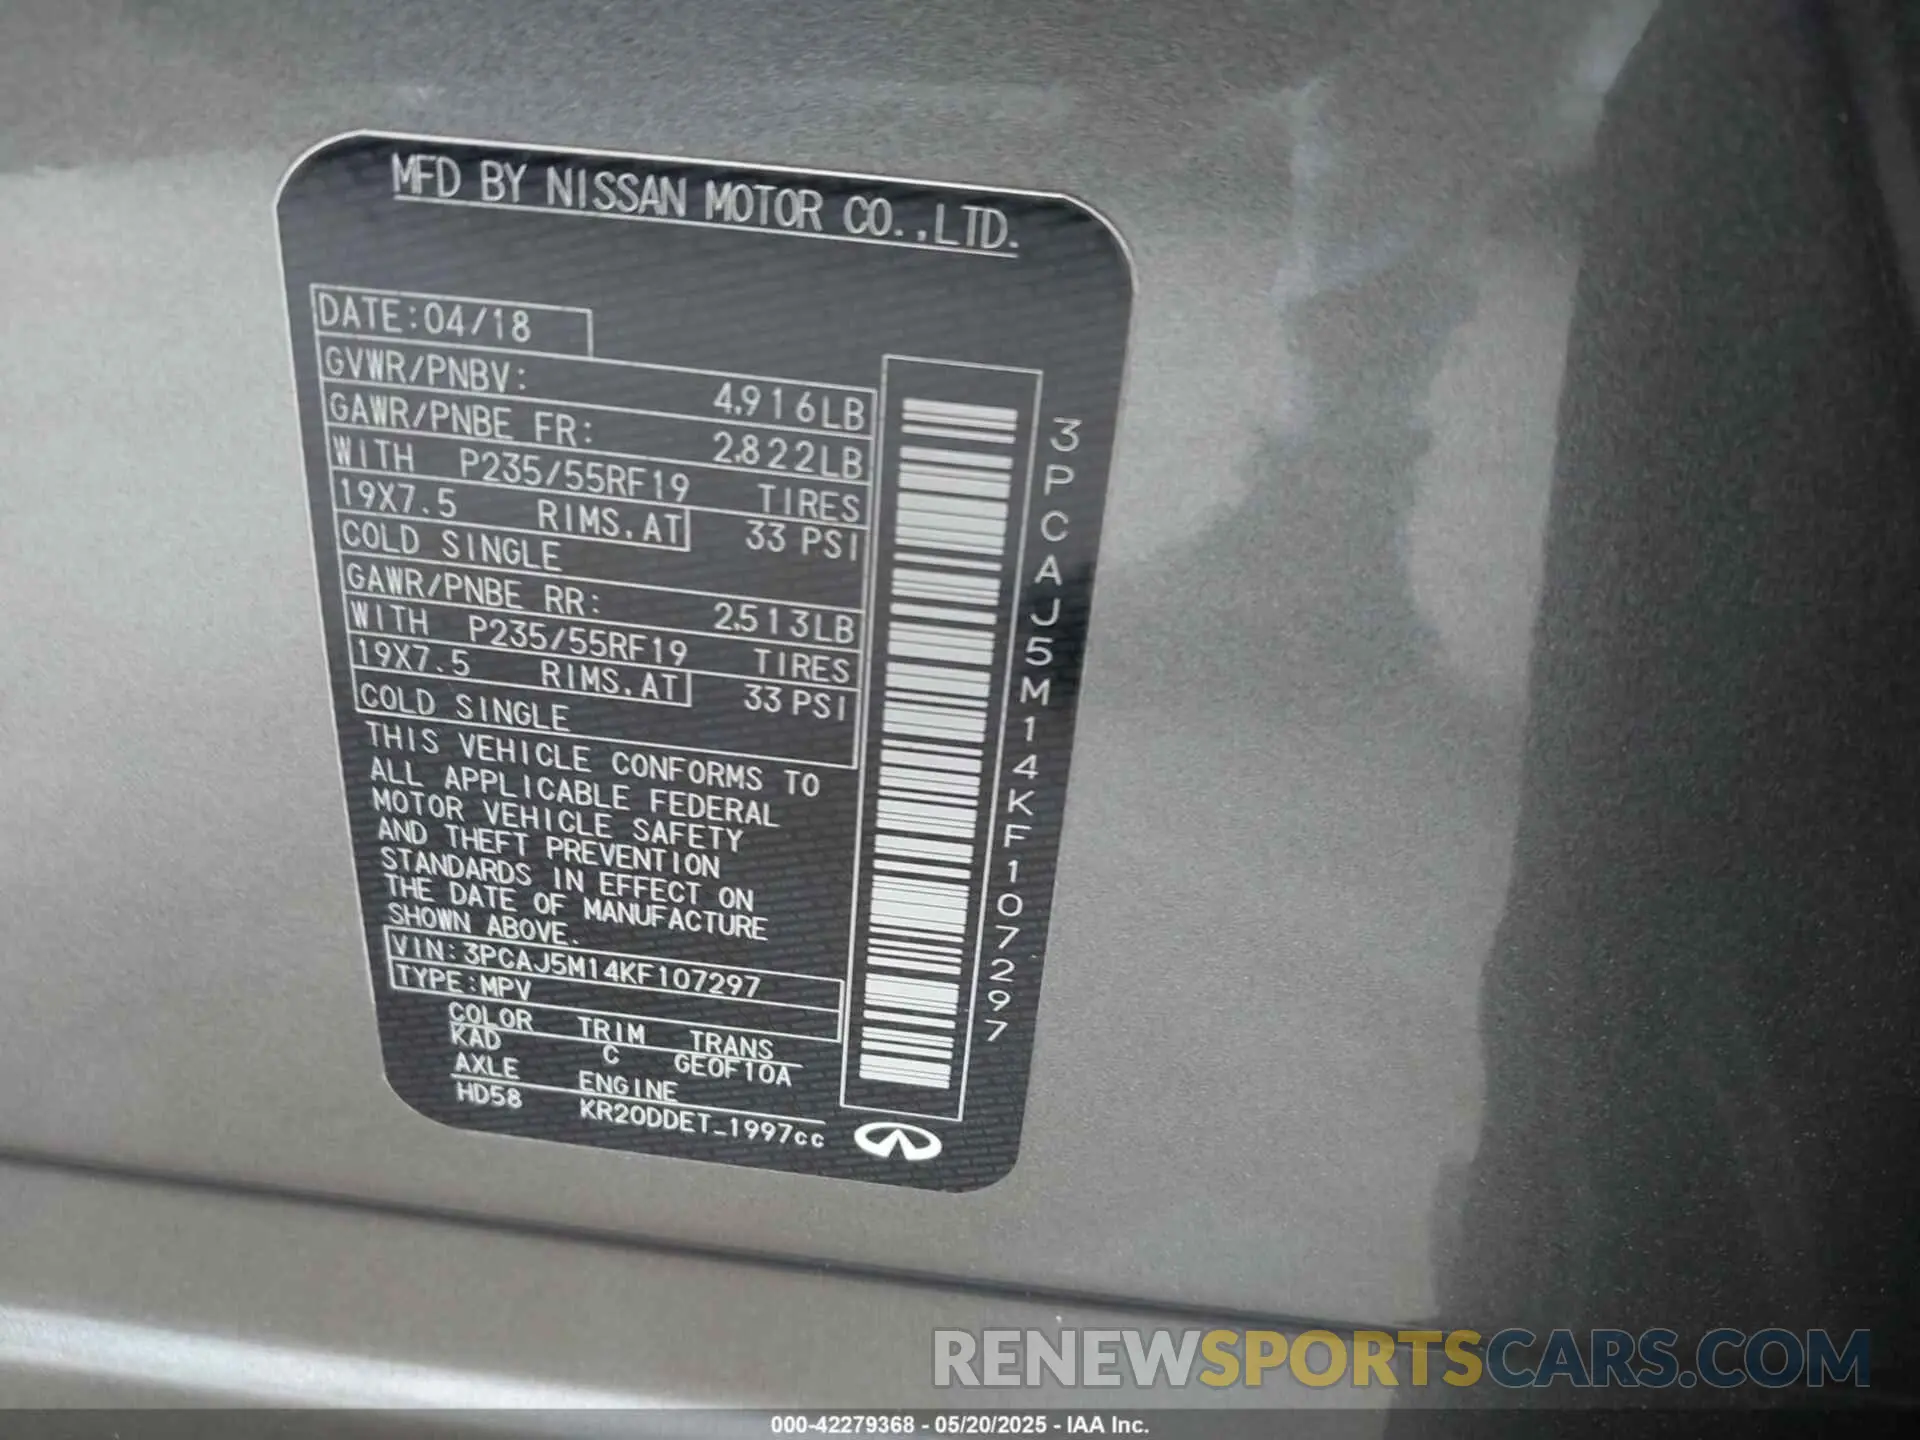 MFD BY NISSAN MOTOR CO.,LTD.
DATE:04/18
GVWR/PNBV: 4,916LB
GAWR/PNBE FR: 2,822LB
WITH P235/55RF19 TIRES
19X7.5 RIMS,AT 33 PSI
COLD SINGLE
GAWR/PNBE RR: 2,513LB
WITH P235/55RF19 TIRES
19X7.5 RIMS,AT 33 PSI
COLD SINGLE
THIS VEHICLE CONFORMS TO
ALL APPLICABLE FEDERAL
MOTOR VEHICLE SAFETY
AND THEFT PREVENTION
STANDARDS IN EFFECT ON
THE DATE OF MANUFACTURE
SHOWN ABOVE.
VIN:3PCAJ5M14KF107297
TYPE:MPV
COLOR TRIM TRANS
KAD C GE0F10A
AXLE ENGINE
HD58 KR20DDET_1997cc
3PCAJ5M14KF107297
RENEWSPORTSCARS.COM
000-42279368 - 05/20/2025 - IAA Inc.